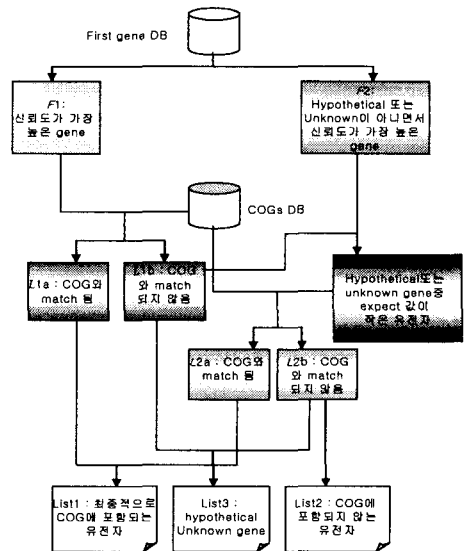 First gene DB
F1:
신뢰도가 가장
높은 gene
F2:
Hypothetical 또는
Unknown이 아니면서
신뢰도가 가장 높은
gene
COGs DB
L1a : COG와
match 됨
L1b : COG
와 match
되지 않음
Hypothetical또는
unknown gene중
expect 값이
작은 유전자
L2a : COG와
match 됨
L2b : COG
와 match
되지 않음
List1 : 최종적으로
COG에 포함되는
유전자
List3 :
hypothetical
Unknown gene
List2 : COG에
포함되지 않는
유전자